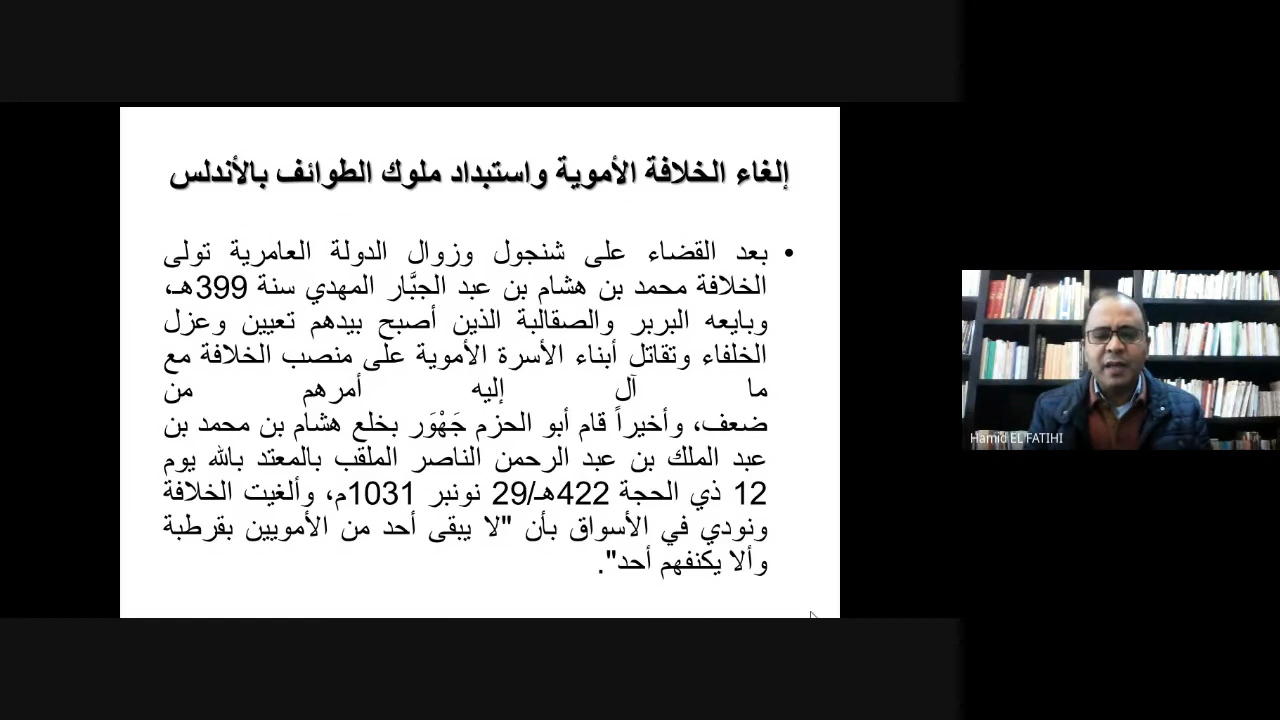 إلغاء الخلافة الأموية واستبداد ملوك الطوائف بالأندلس
• بعد القضاء على شنجول وزوال الدولة العامرية تولى
الخلافة محمد بن هشام بن عبد الجبَّار المهدي سنة 399هـ،
وبايعه البربر والصقالبة الذين أصبح بيدهم تعيين وعزل
الخلفاء وتقاتل أبناء الأسرة الأموية على منصب الخلافة مع
ما آل إليه أمرهم من
ضعف، وأخيراً قام أبو الحزم جَهْوَر بخلع هشام بن محمد بن
عبد الملك بن عبد الرحمن الناصر الملقب بالمعتد بالله يوم
12 ذي الحجة 422هـ/29 نونبر 1031م، وألغيت الخلافة
ونودي في الأسواق بأن "لا يبقى أحد من الأمويين بقرطبة
وألا يكنفهم أحد".
Hamid EL FATIHI